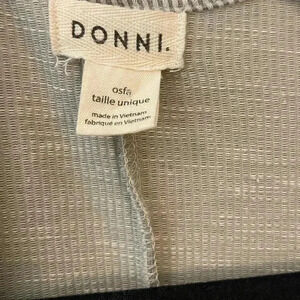 DONNI.
osfa
taille unique
made in Vietnam
fabriqué en Vietnam